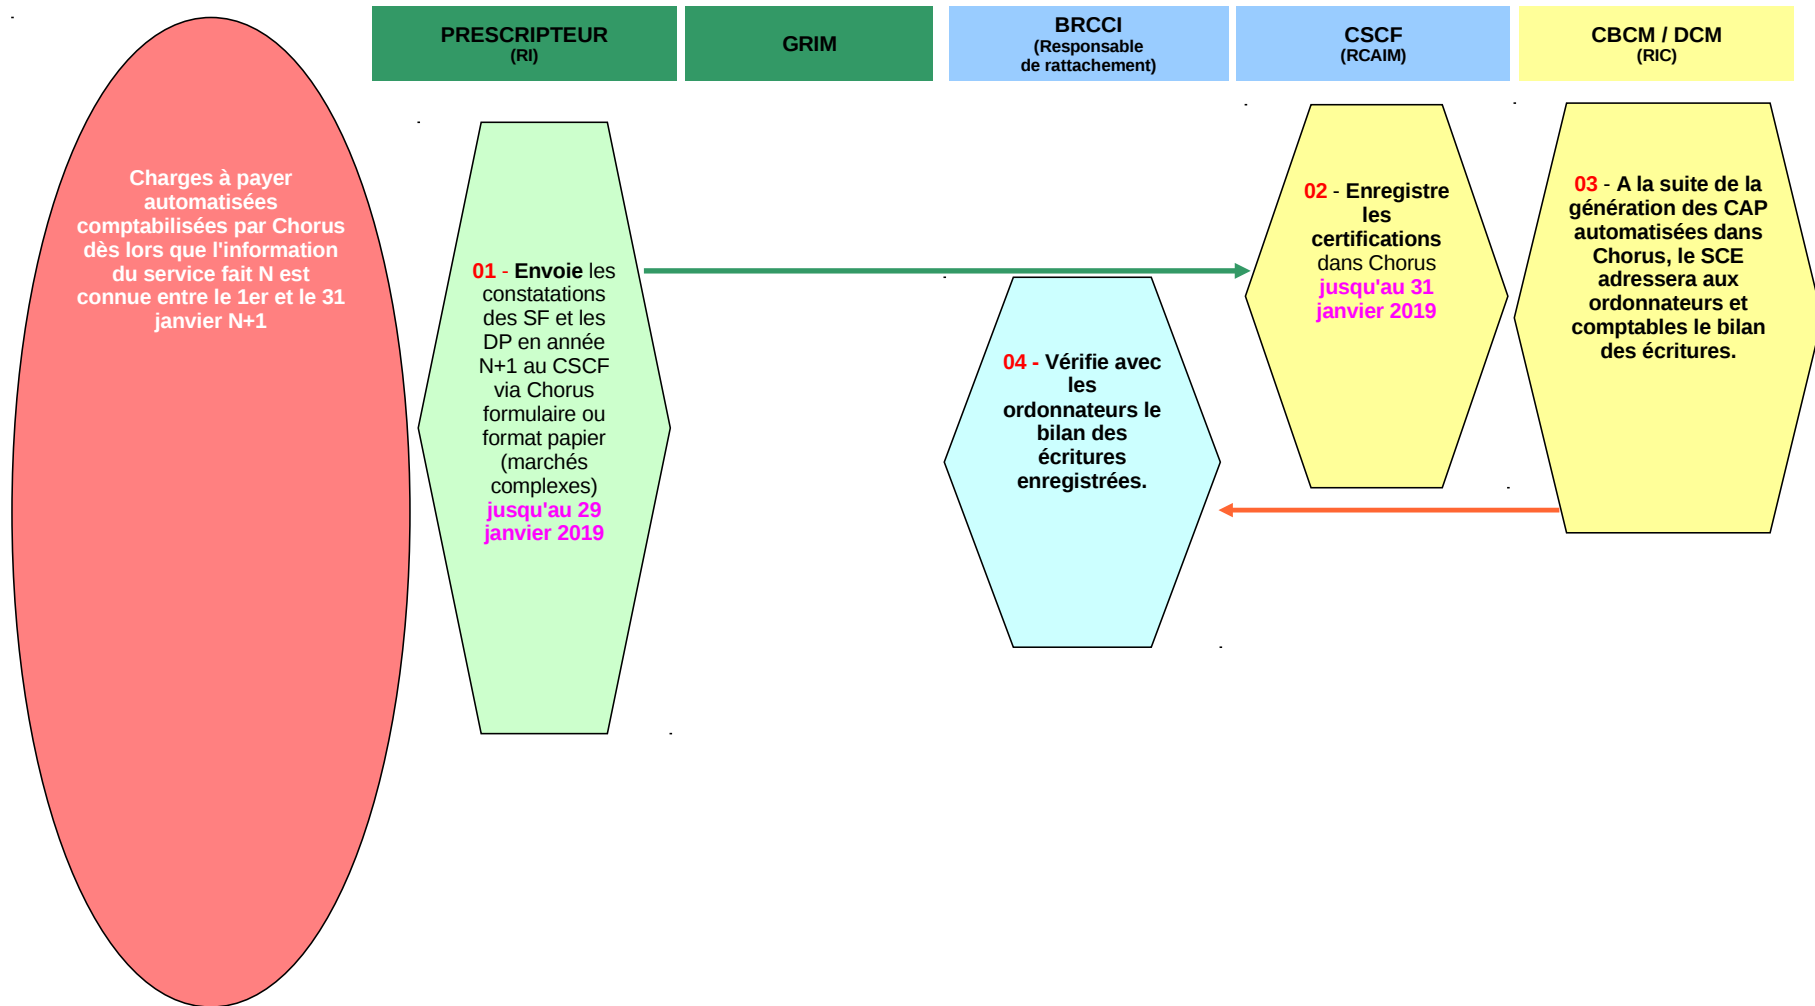 PRESCRIPTEUR
(RI)
GRIM
BRCCI
(Responsable
de rattachement)
CSCF
(RCAIM)
CBCM / DCM
(RIC)
Charges à payer
automatisées
comptabilisées par Chorus
dès lors que l'information
du service fait N est
connue entre le 1er et le 31
janvier N+1
01 - Envoie les
constatations
des SF et les
DP en année
N+1 au CSCF
via Chorus
formulaire ou
format papier
(marchés
complexes)
jusqu'au 29
janvier 2019
02 - Enregistre
les
certifications
dans Chorus
jusqu'au 31
janvier 2019
03 - A la suite de la
génération des CAP
automatisées dans
Chorus, le SCE
adressera aux
ordonnateurs et
comptables le bilan
des écritures.
04 - Vérifie avec
les
ordonnateurs le
bilan des
écritures
enregistrées.